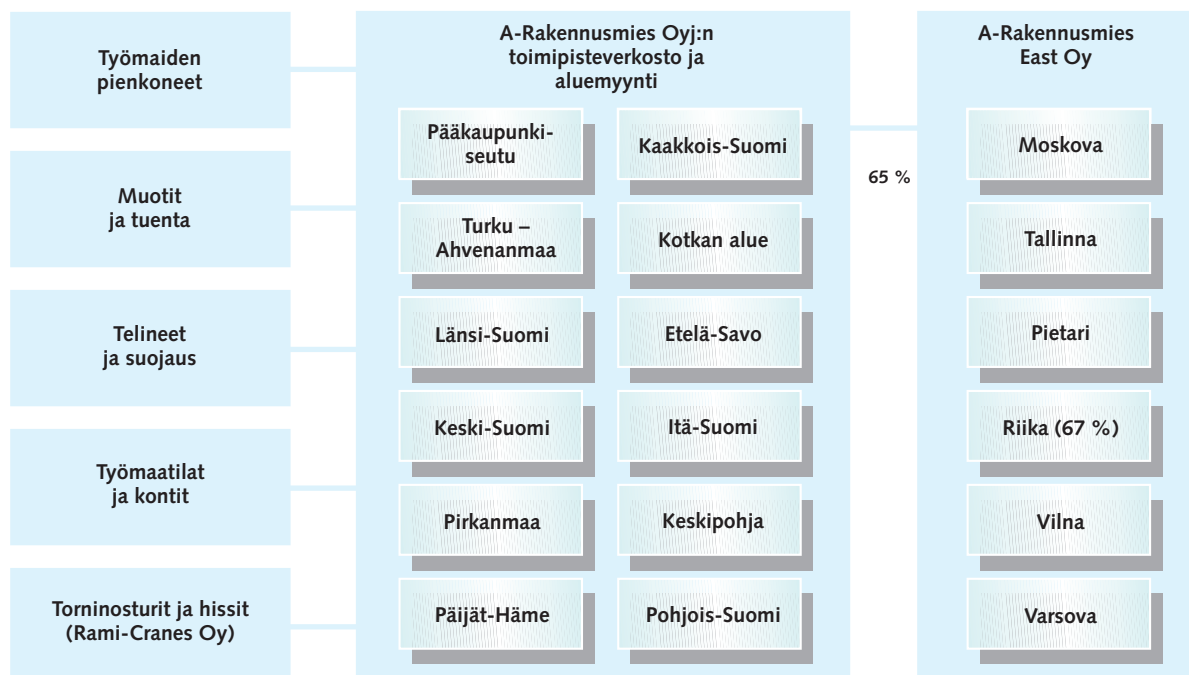 Työmaiden
pienkoneet
Muotit
ja tuenta
Telineet
ja suojaus
Työmaatilat
ja kontit
Torninosturit ja hissit
(Rami-Cranes Oy)
A-Rakennusmies Oyj:n
toimipisteverkosto ja
aluemyynti
Pääkaupunki-
seutu
Kaakkois-Suomi
Turku –
Ahvenanmaa
Kotkan alue
Länsi-Suomi
Etelä-Savo
Keski-Suomi
Itä-Suomi
Pirkanmaa
Keskipohja
Päijät-Häme
Pohjois-Suomi
65 %
A-Rakennusmies
East Oy
Moskova
Tallinna
Pietari
Riika (67 %)
Vilna
Varsova